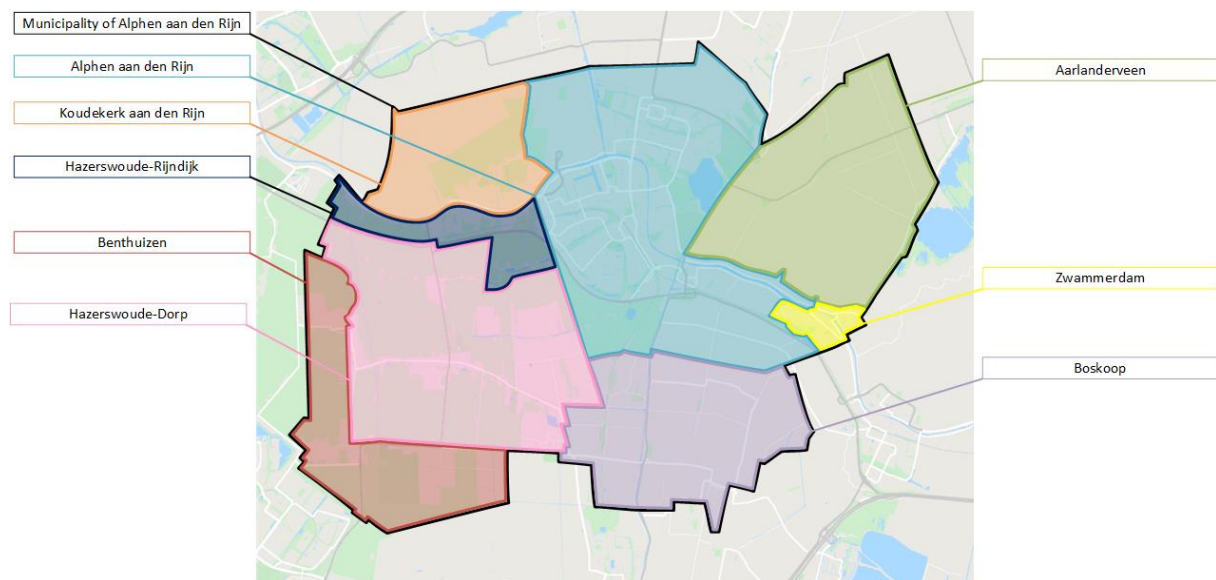 Municipality of Alphen aan den Rijn
Alphen aan den Rijn
Koudekerk aan den Rijn
Hazerswoude-Rijndijk
Benthuizen
Hazerswoude-Dorp
Aarlanderveen
Zwammerdam
Boskoop